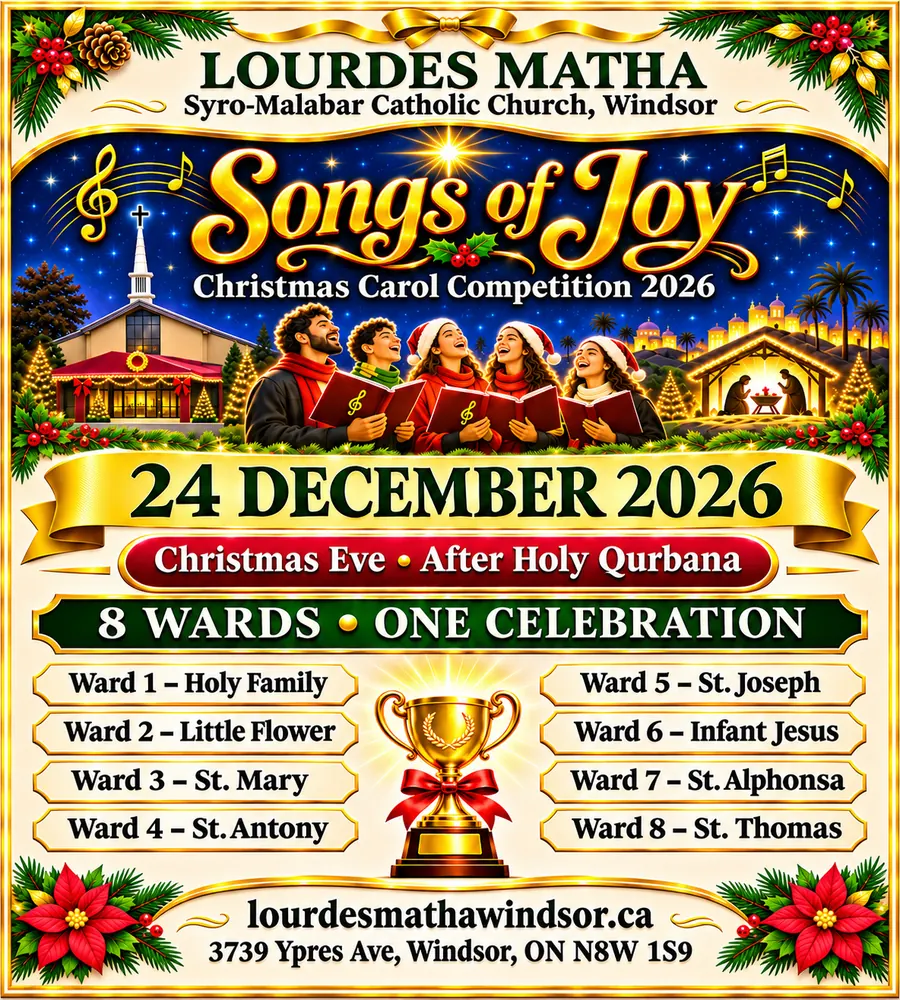 LOURDES MATHA
Syro-Malabar Catholic Church, Windsor
Songs of Joy
Christmas Carol Competition 2026
24 DECEMBER 2026
Christmas Eve • After Holy Qurbana
8 WARDS • ONE CELEBRATION
Ward 1 – Holy Family
Ward 2 – Little Flower
Ward 3 – St. Mary
Ward 4 – St. Antony
Ward 5 – St. Joseph
Ward 6 – Infant Jesus
Ward 7 – St. Alphonsa
Ward 8 – St. Thomas
lourdesmathawindsor.ca
3739 Ypres Ave, Windsor, ON N8W 1S9